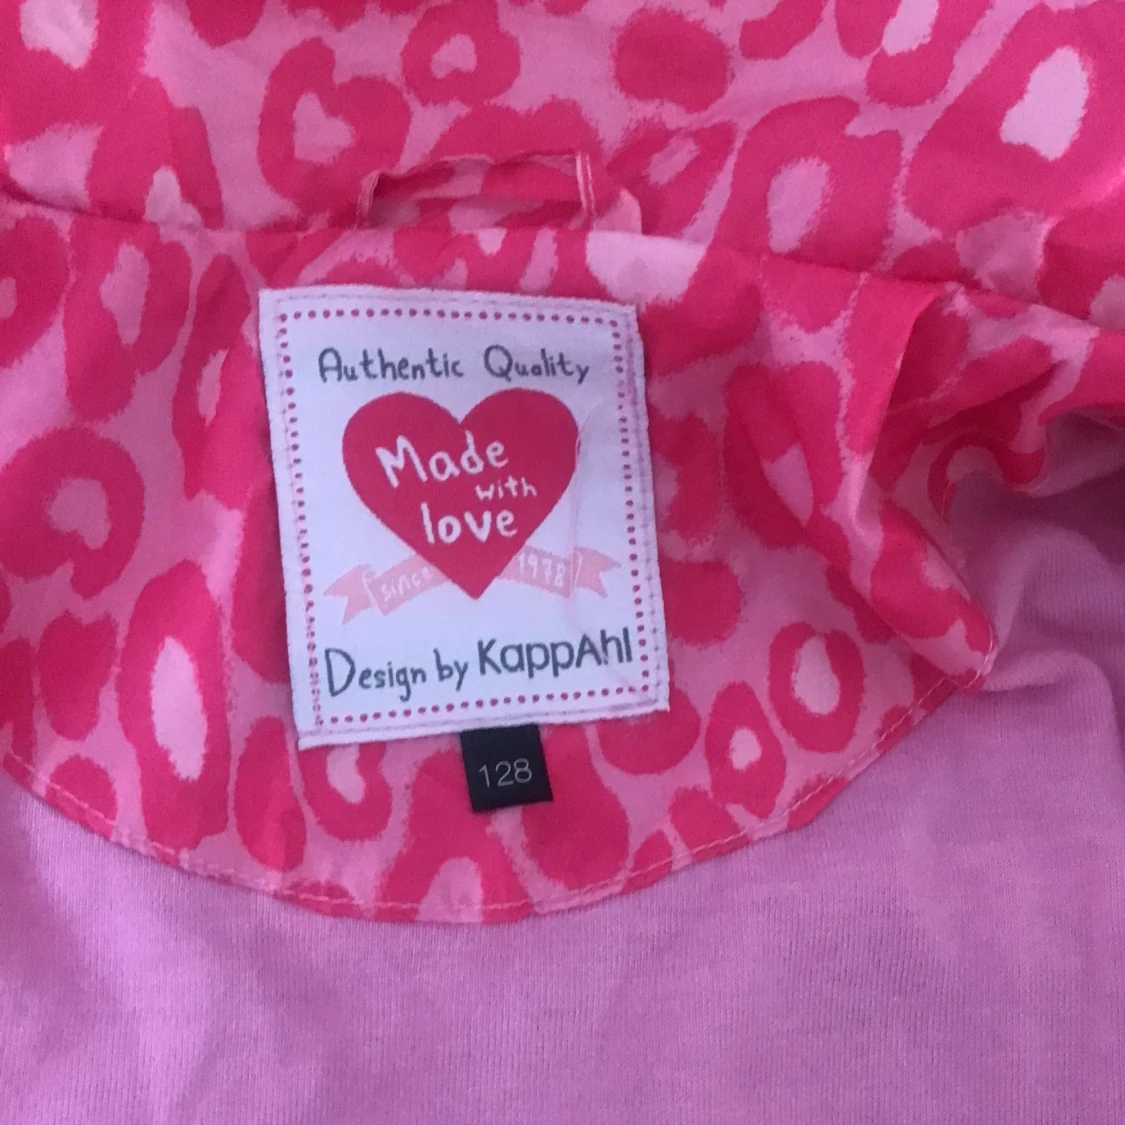 Authentic Quality
Made
with
love
since 1978
Design by KappAhl
128